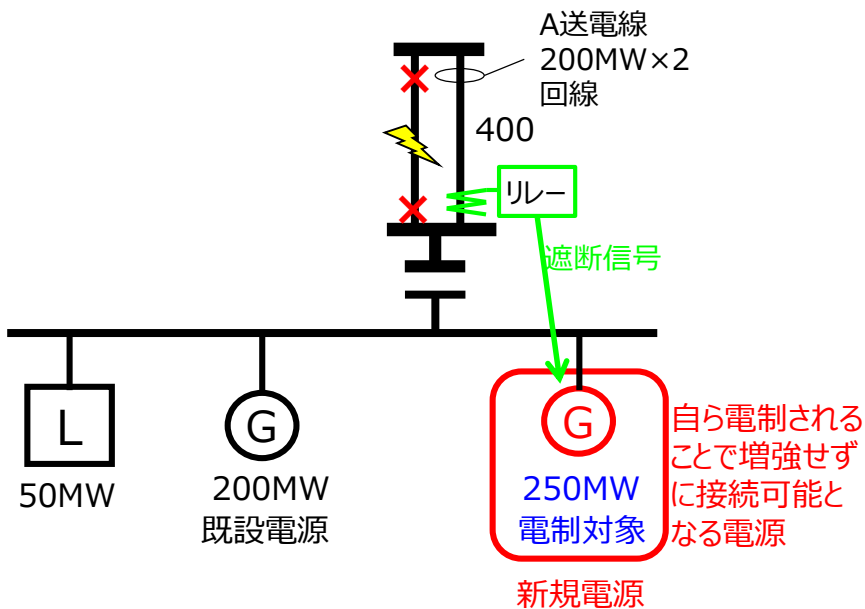 A送電線
200MW×2
回線
400
リレー
遮断信号
L
G
G
50MW
200MW
既設電源
250MW
電制対象
自ら電制される
ことで増強せず
に接続可能と
なる電源
新規電源